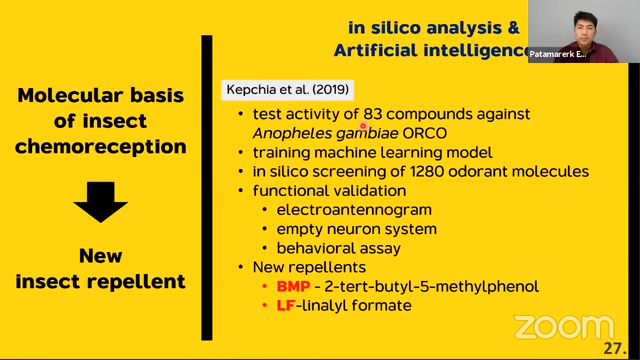 in silico analysis &
Artificial intelligence
Patamarerk E...
Molecular basis
of insect
chemoreception
New
insect repellent
Kepchia et al. (2019)
• test activity of 83 compounds against
Anopheles gambiae ORCO
• training machine learning model
• in silico screening of 1280 odorant molecules
• functional validation
• electroantennogram
• empty neuron system
• behavioral assay
• New repellents
• BMP - 2-tert-butyl-5-methylphenol
• LF-linalyl formate
zoom
27.